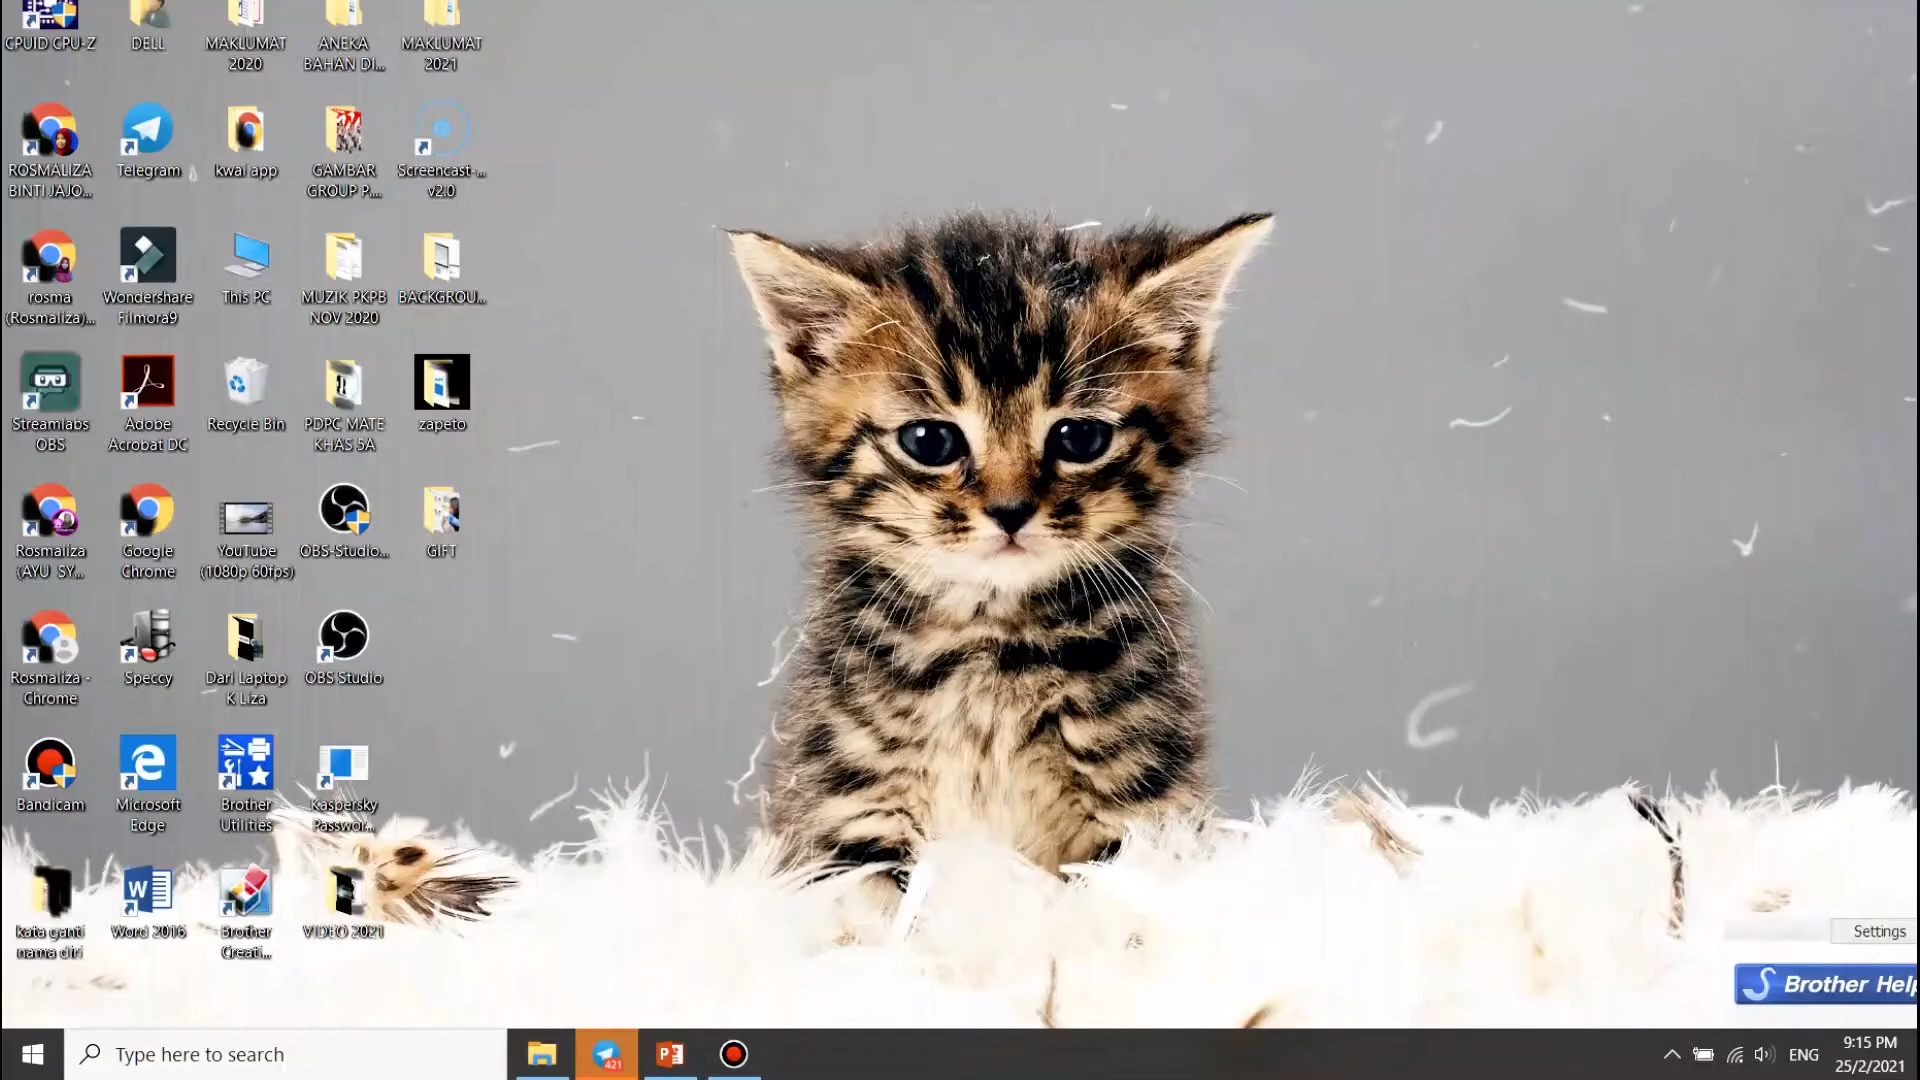 CPUID CPU-Z
DELL
MAKLUMAT
2020
ANEKA
BAHAN DI...
MAKLUMAT
2021
ROSMALIZA
BINTI JAJO...
Telegram
kwai app
GAMBAR
GROUP P....
Screencast-...
v2.0
rosma
(Rosmaliza)...
Wondershare
Filmora9
This PC
MUZIK PKPB
NOV 2020
BACKGROU...
Streamlabs
OBS
Adobe
Acrobat DC
Recycle Bin
PDPC MATE
KHAS 5A
zapeto
Rosmaliza
(AYU SY...
Google
Chrome
YouTube
(1080p 60fps)
OBS-Studio...
GIFT
Rosmaliza -
Chrome
Speccy
Dari Laptop
K Liza
OBS Studio
Bandicam
Microsoft
Edge
Brother
Utilities
Kaspersky
Passwor...
kata ganti
nama diri
Word 2016
Brother
Creati...
VIDEO 2021
Settings
Brother Help
Type here to search
421
ENG
9:15 PM
25/2/2021